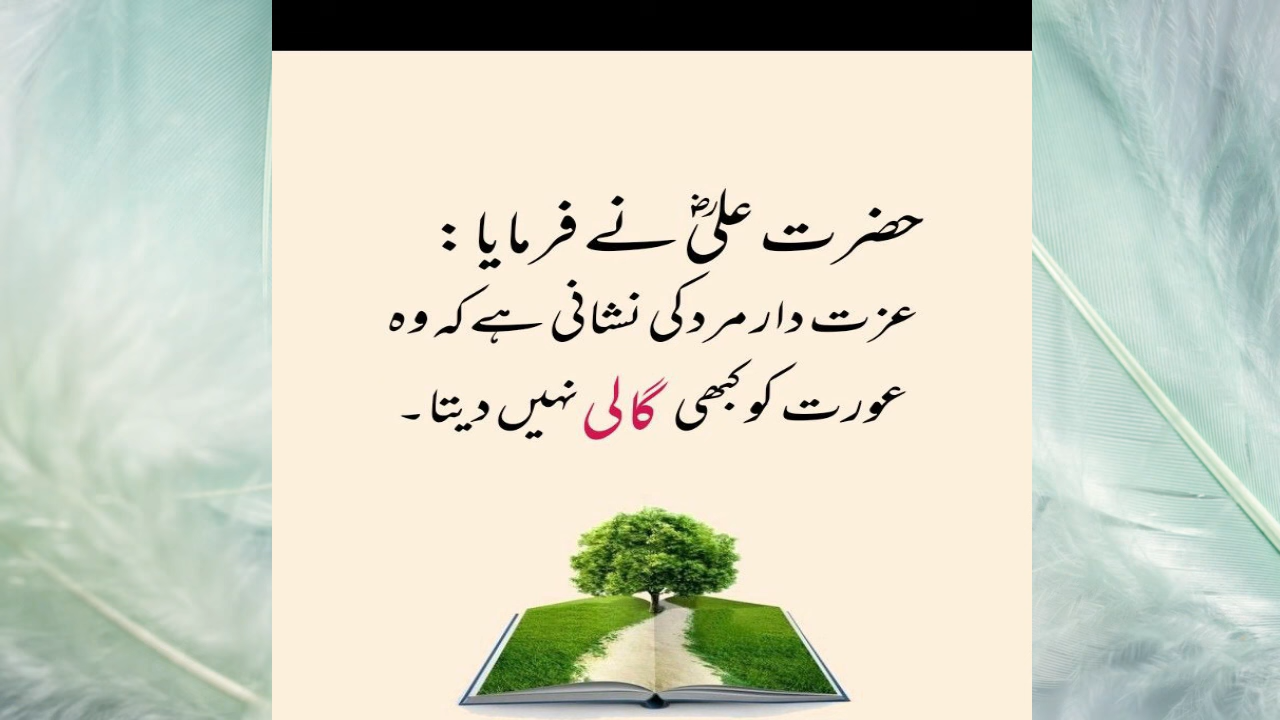 حضرت علیؓ نے فرمایا :
عزت دار مرد کی نشانی ہے کہ وہ
عورت کو کبھی گالی نہیں دیتا۔